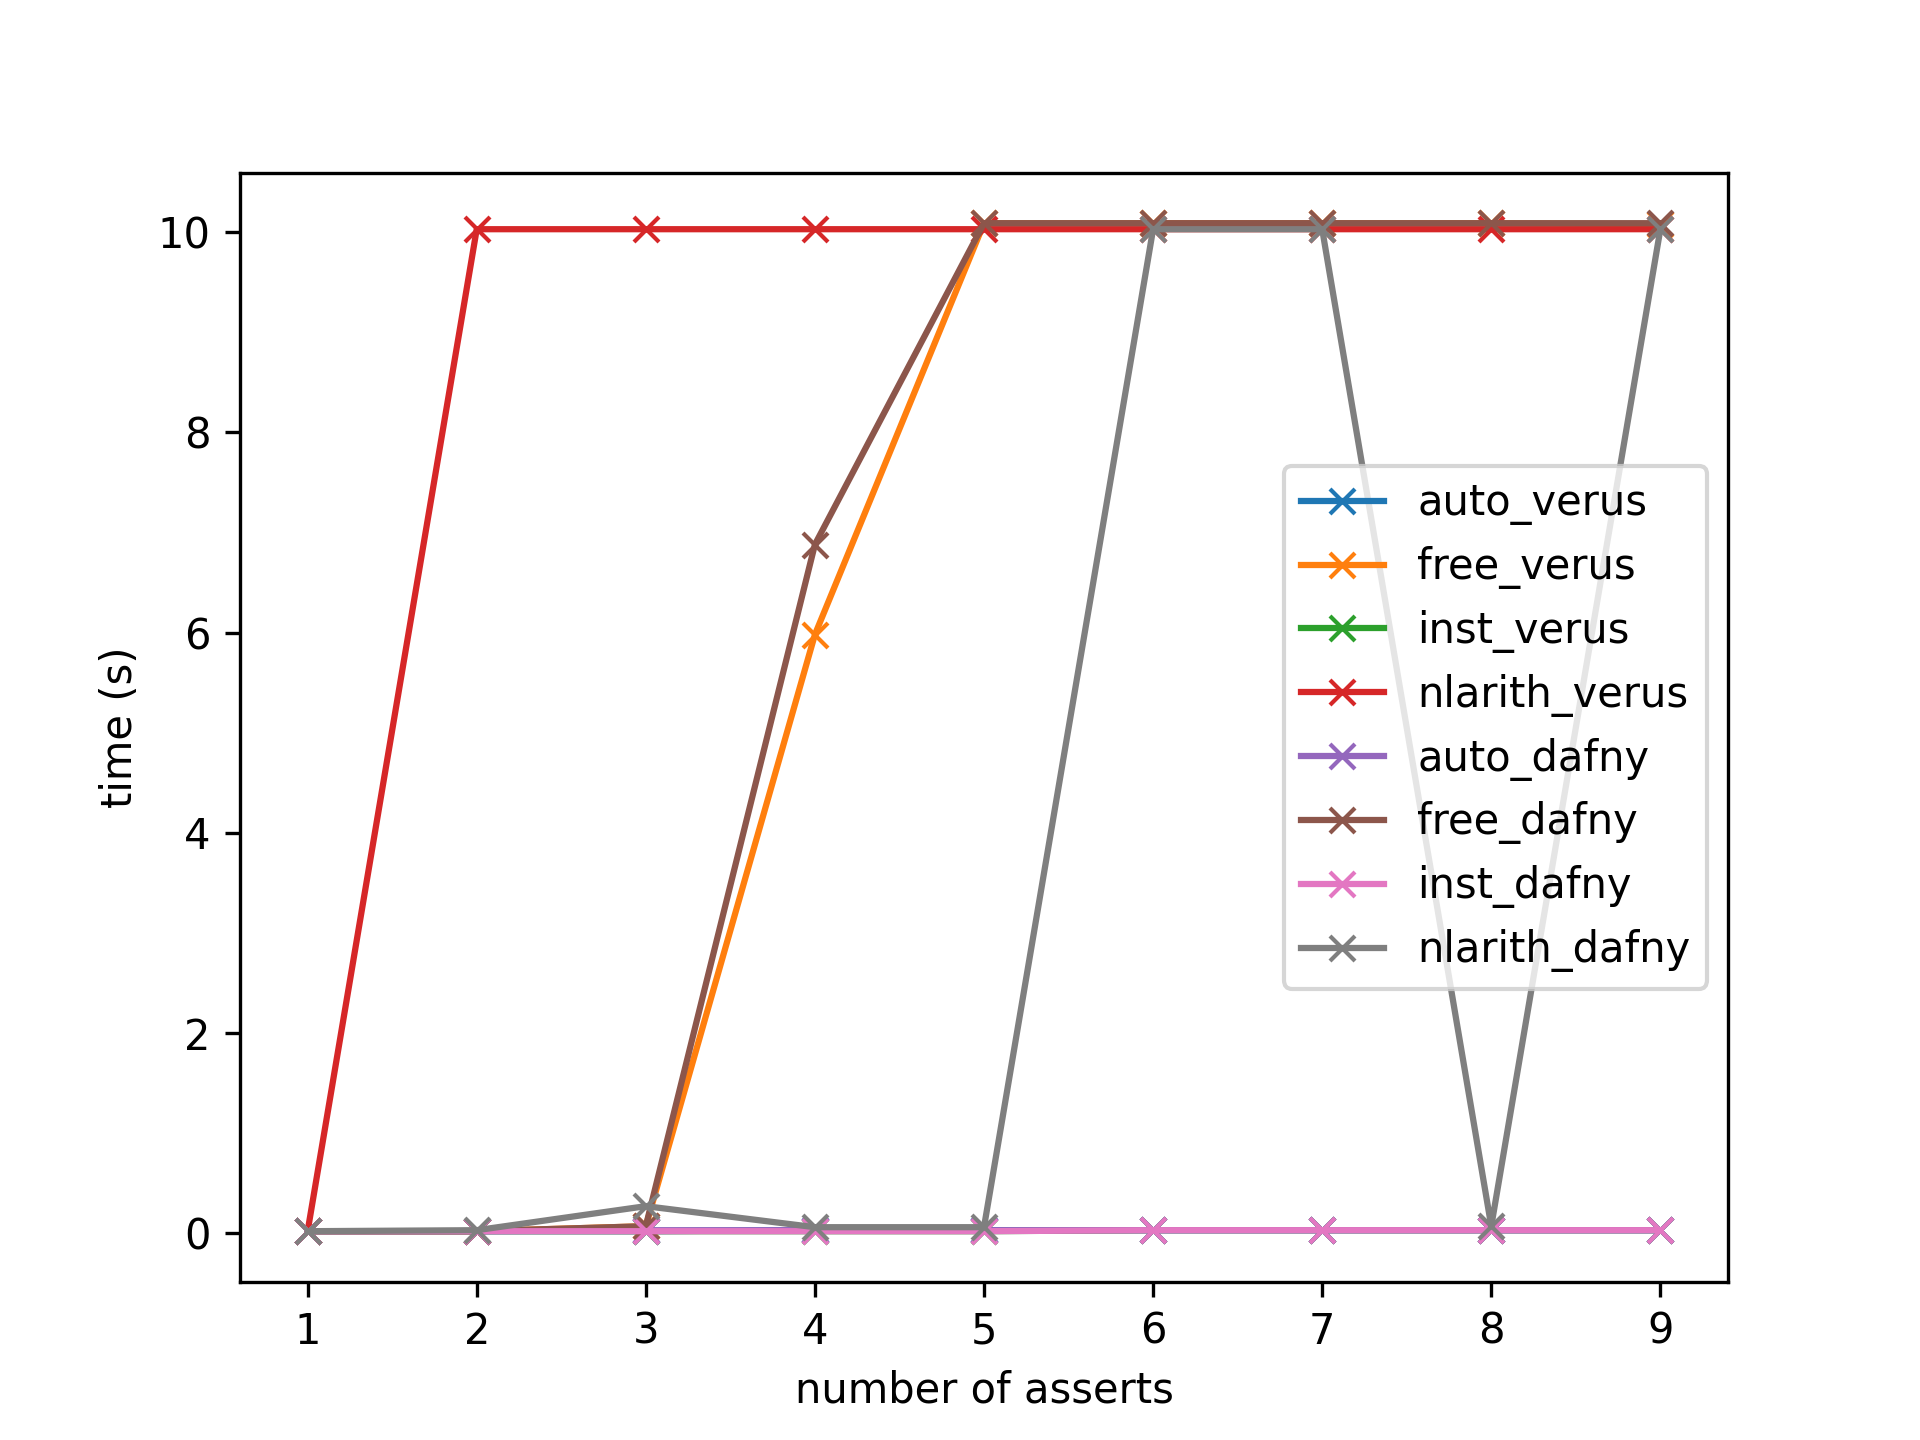 10
8
6
4
2
0
time (s)
auto_verus
free_verus
inst_verus
nlarith_verus
auto_dafny
free_dafny
inst_dafny
nlarith_dafny
1 2 3 4 5 6 7 8 9
number of asserts